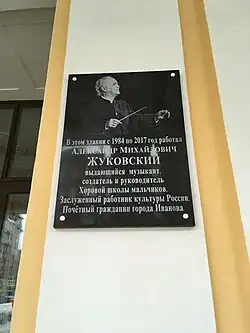 В этом здании с 1984 по 2017 год работал
АЛЕКСАНДР МИХАЙЛОВИЧ
ЖУКОВСКИЙ
выдающийся музыкант,
создатель и руководитель
Хоровой школы мальчиков,
Заслуженный работник культуры России,
Почётный гражданин города Иванова